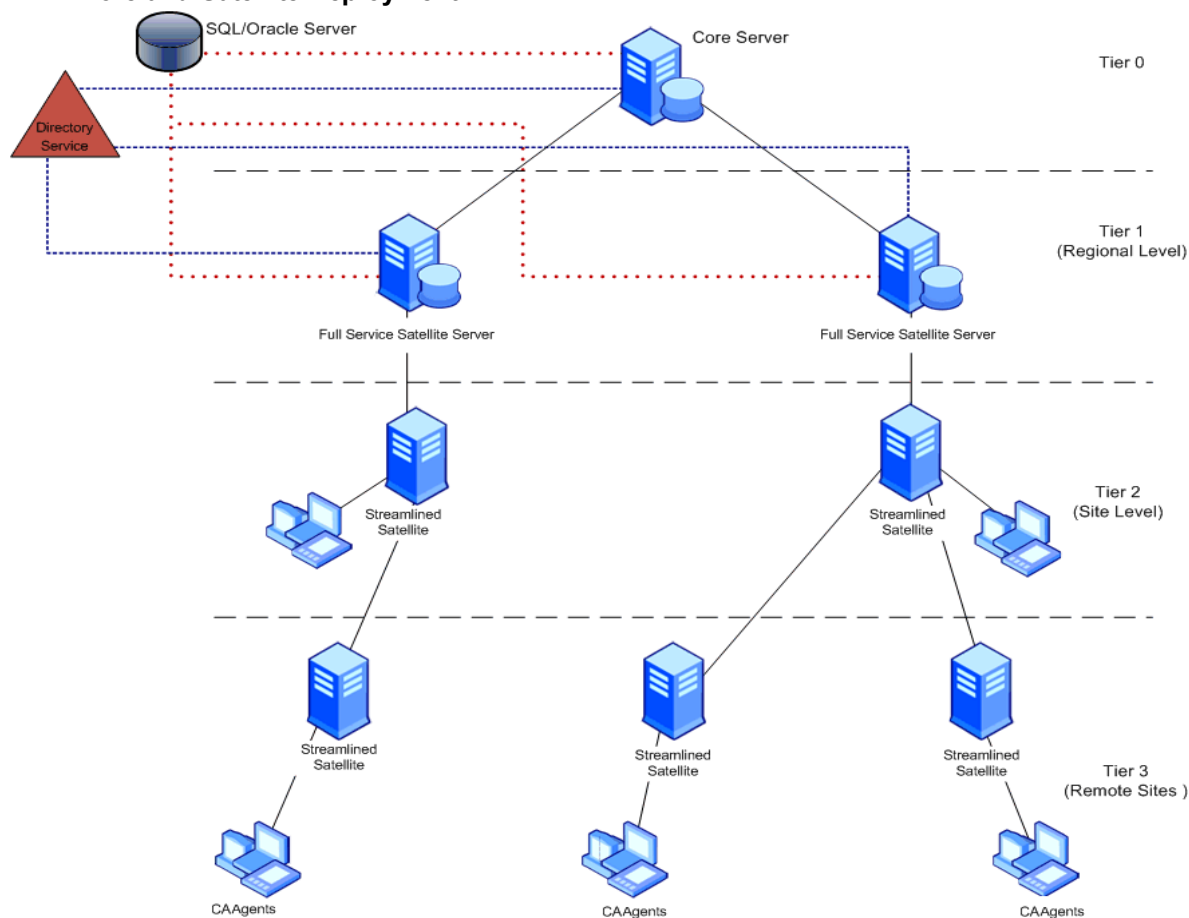 SQL/Oracle Server
Core Server
Tier 0
Directory
Service
Tier 1
(Regional Level)
Full Service Satellite Server
Full Service Satellite Server
Tier 2
(Site Level)
Streamlined
Satellite
Streamlined
Satellite
Streamlined
Satellite
Streamlined
Satellite
Streamlined
Satellite
Tier 3
(Remote Sites )
CAAgents
CAAgents
CAAgents